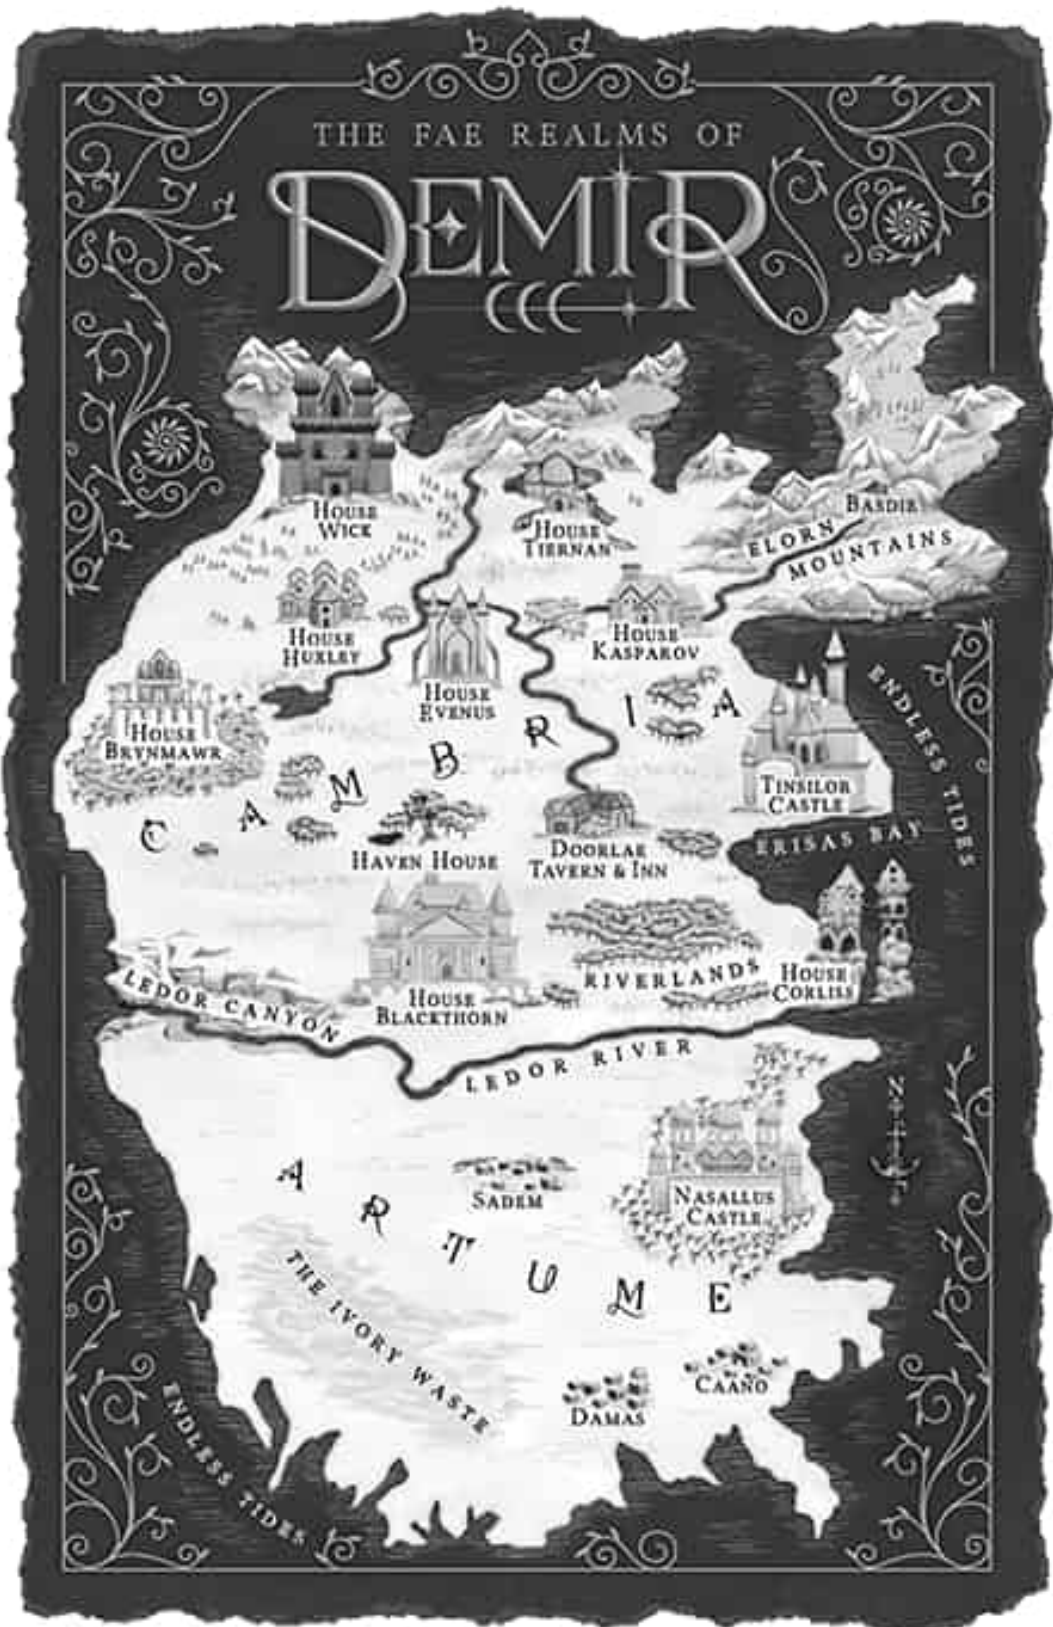 THE FAE REALMS OF
DEMIR
HOUSE
WICK
HOUSE
TIERNAN
BASDIE
ELORN
MOUNTAINS
HOUSE
HUXLEY
HOUSE
KASPAROV
HOUSE
EVENUS
HOUSE
BRYNMAWR
CAMBRIA
TINSILOR
CASTLE
ENDLESS TIDES
ERISAS BAY
HAVEN HOUSE
DOORLAE
TAVERN & INN
RIVERLANDS
HOUSE
CORLISS
HOUSE
BLACKTHORN
LEDOR CANYON
LEDOR RIVER
N
ARTUME
SADEM
NASALLUS
CASTLE
THE IVORY WASTE
CAANO
DAMAS
ENDLESS TIDES